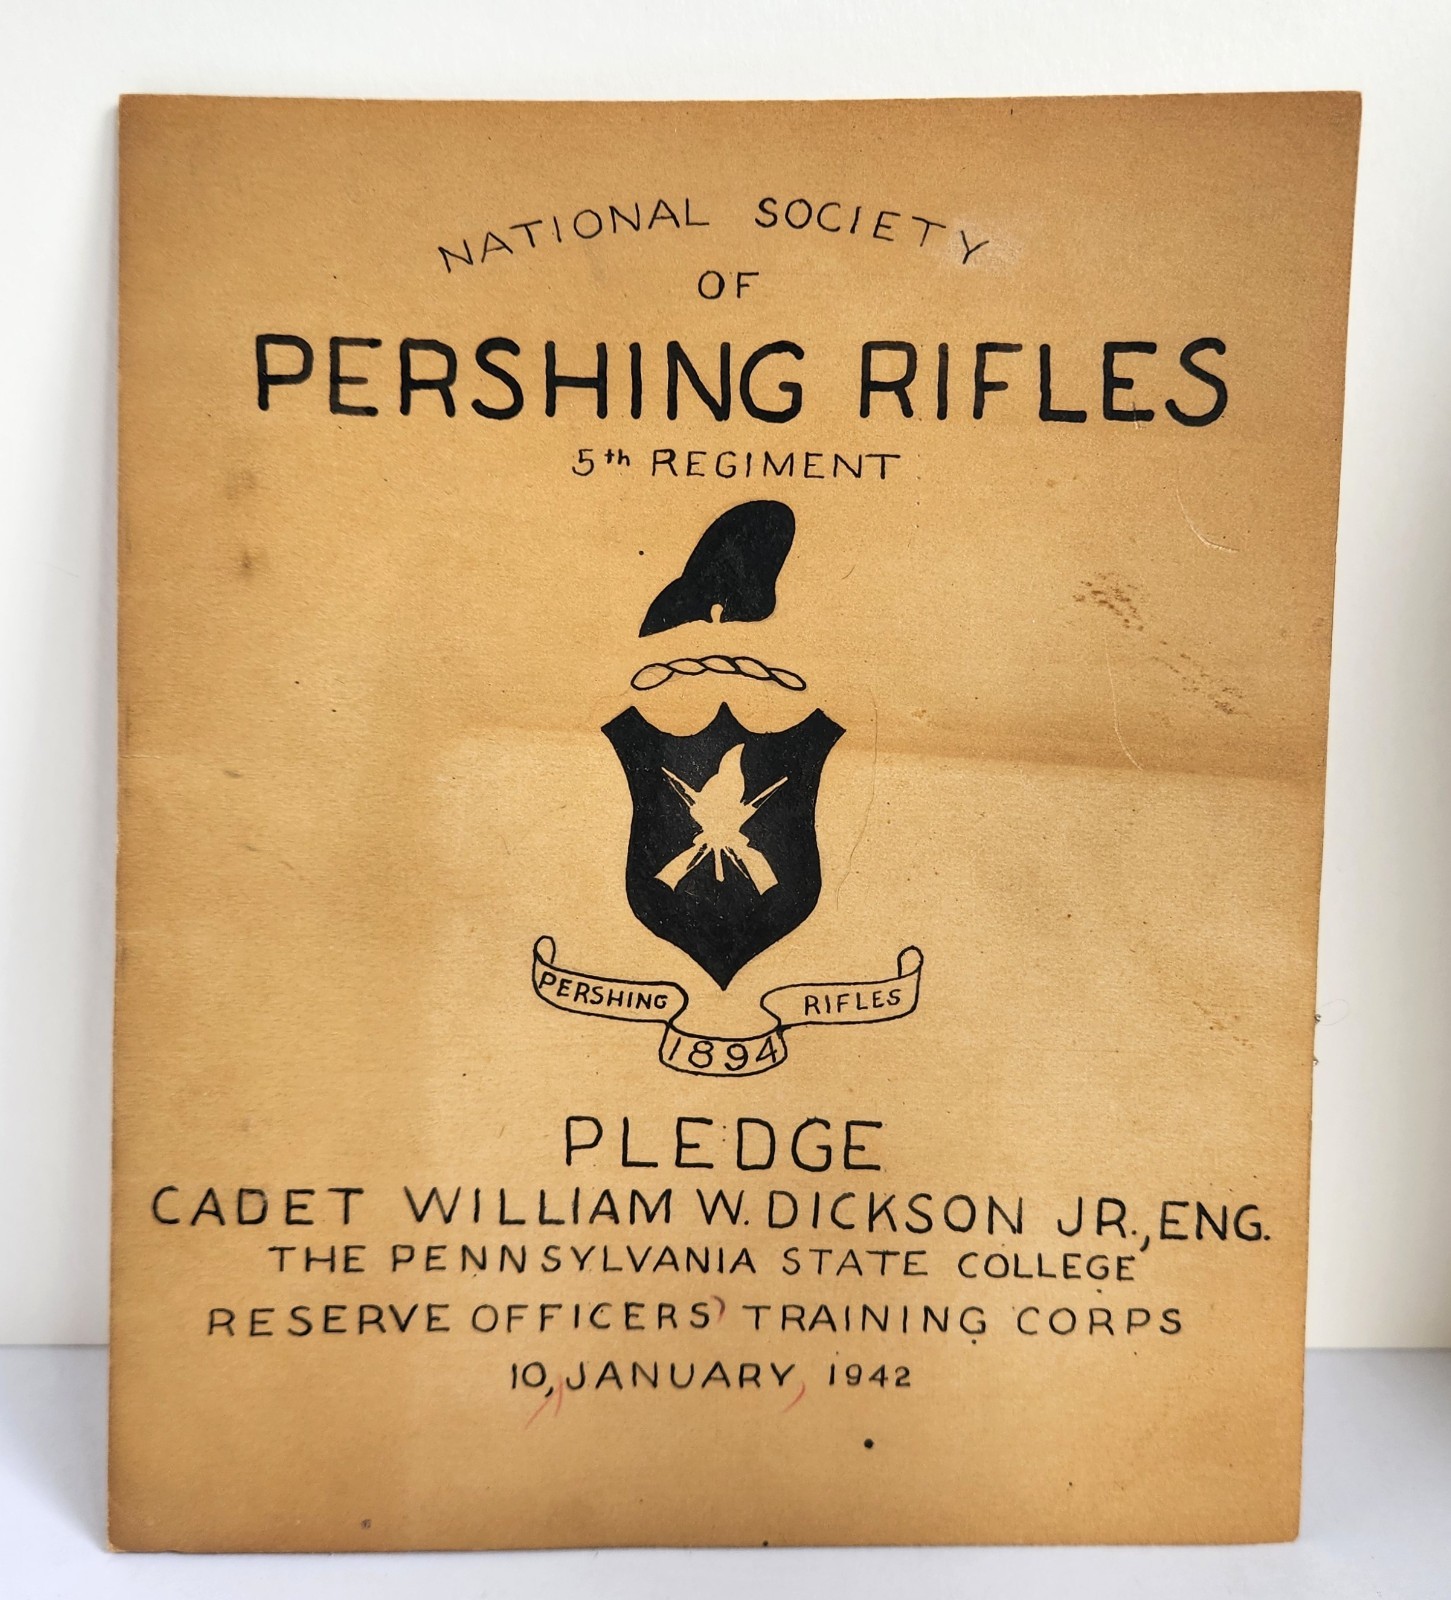 NATIONAL SOCIETY
OF
PERSHING RIFLES
5th REGIMENT
PERSHING RIFLES
1894
PLEDGE
CADET WILLIAM W. DICKSON JR., ENG.
THE PENNSYLVANIA STATE COLLEGE
RESERVE OFFICERS' TRAINING CORPS
10, JANUARY, 1942